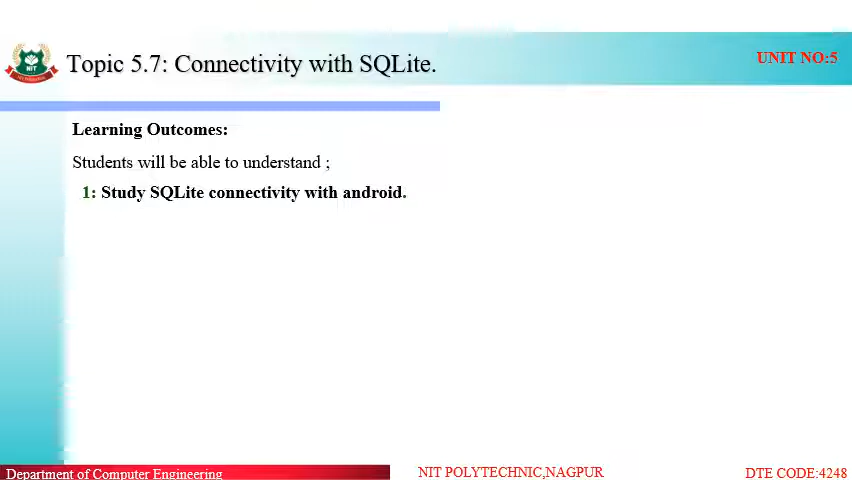 Topic 5.7: Connectivity with SQLite.
UNIT NO:5
NIT
Learning Outcomes:
Students will be able to understand ;
1: Study SQLite connectivity with android.
Department of Computer Engineering
NIT POLYTECHNIC,NAGPUR
DTE CODE:4248